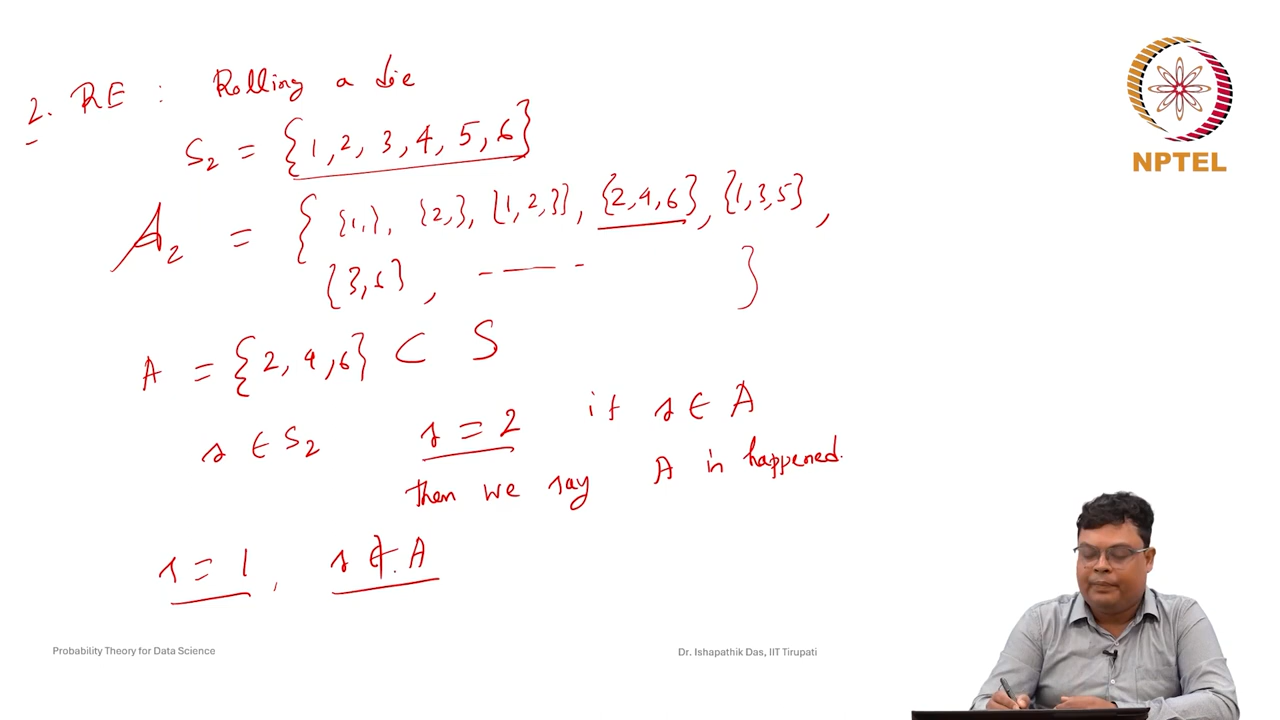 2. RE : Rolling a die
S₂ = {1, 2, 3, 4, 5, 6}
NPTEL
𝒜₂ = { {1,}, {2,}, {1,2,3}, {2,4,6}, {1,3,5},
{3,6}, - — - }
A = {2, 4, 6} ⊂ S
s ∈ S₂ s = 2 if s ∈ A
then we say A is happened.
s = 1, s ∉ A
Probability Theory for Data Science
Dr. Ishapathik Das, IIT Tirupati